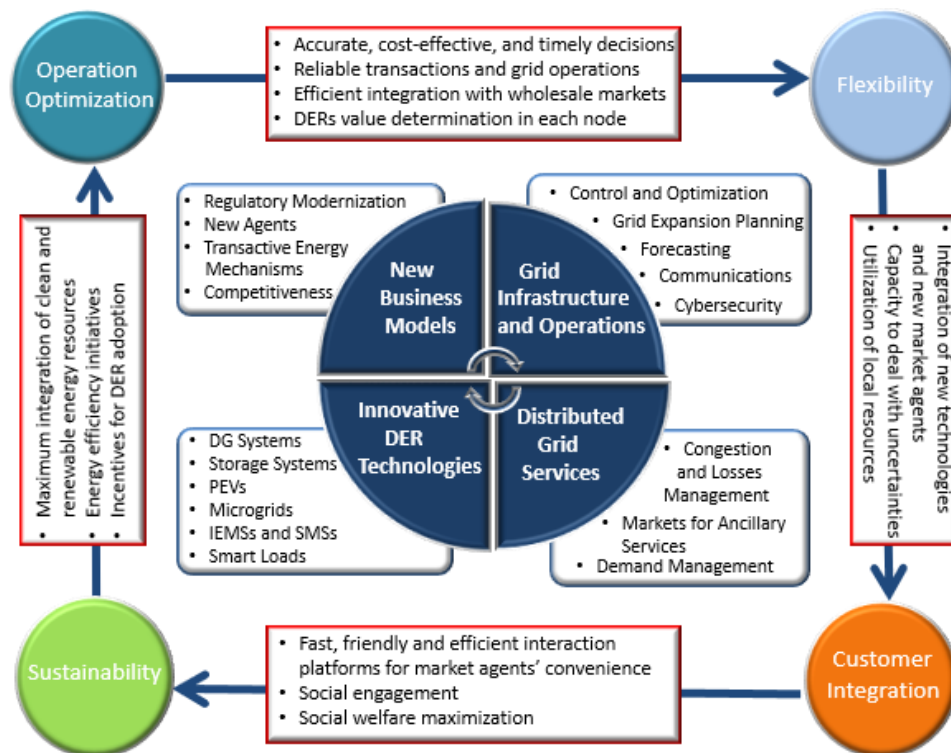 Operation
Optimization
• Accurate, cost-effective, and timely decisions
• Reliable transactions and grid operations
• Efficient integration with wholesale markets
• DERs value determination in each node
Flexibility
• Regulatory Modernization
• New Agents
• Transactive Energy
Mechanisms
• Competitiveness
• Control and Optimization
• Grid Expansion Planning
• Forecasting
• Communications
• Cybersecurity
New
Business
Models
Grid
Infrastructure
and Operations
Innovative
DER
Technologies
Distributed
Grid
Services
• Maximum integration of clean and
renewable energy resources
• Energy efficiency initiatives
• Incentives for DER adoption
• Integration of new technologies
and new market agents
• Capacity to deal with uncertainties
• Utilization of local resources
• DG Systems
• Storage Systems
• PEVs
• Microgrids
• IEMSs and SMSs
• Smart Loads
• Congestion
and Losses
Management
• Markets for Ancillary
Services
• Demand Management
Sustainability
• Fast, friendly and efficient interaction
platforms for market agents’ convenience
• Social engagement
• Social welfare maximization
Customer
Integration